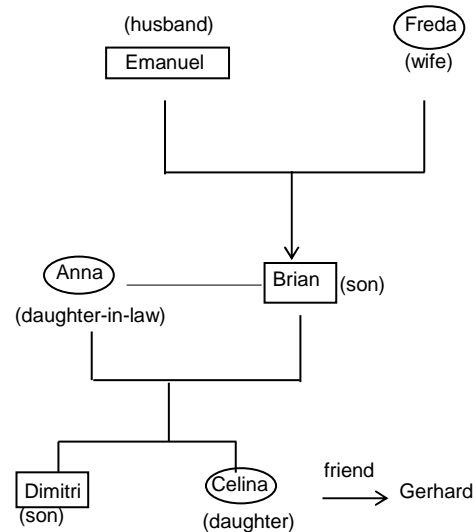 (husband)
Emanuel
Freda
(wife)
Anna
(daughter-in-law)
Brian
(son)
Dimitri
(son)
Celina
(daughter)
friend
Gerhard